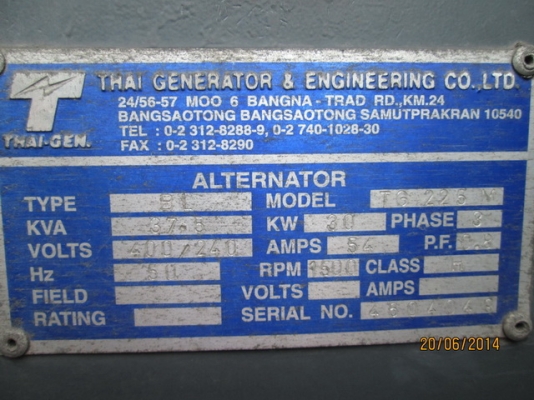 THAI GENERATOR & ENGINEERING CO.,LTD.
24/56-57 MOO 6 BANGNA - TRAD RD.,KM.24
BANGSAOTONG BANGSAOTONG SAMUTPRAKRAN 10540
TEL : 0-2 312-8288-9, 0-2 740-1028-30
FAX : 0-2 312-8290
THAI-GEN.
ALTERNATOR
TYPE MODEL TG 225
KVA 37.5 KW 30 PHASE 3
VOLTS 400/240 AMPS 54 P.F.
Hz 50 RPM 1500 CLASS
FIELD VOLTS AMPS
RATING SERIAL NO.
20/06/2014